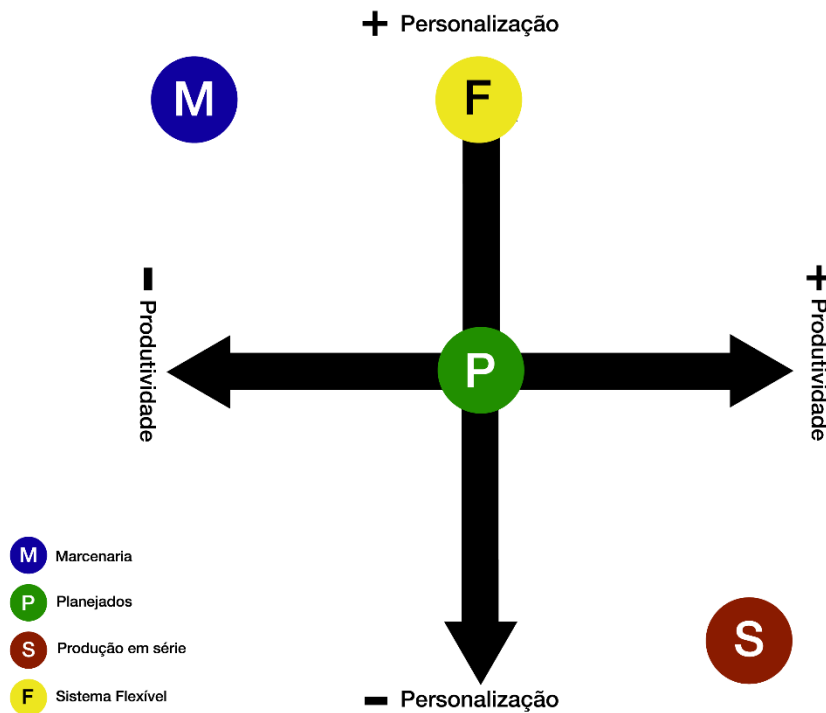 + Personalização
M
F
- Produtividade
+ Produtividade
P
M Marcenaria
P Planejados
S Produção em série
F Sistema Flexível
S
- Personalização